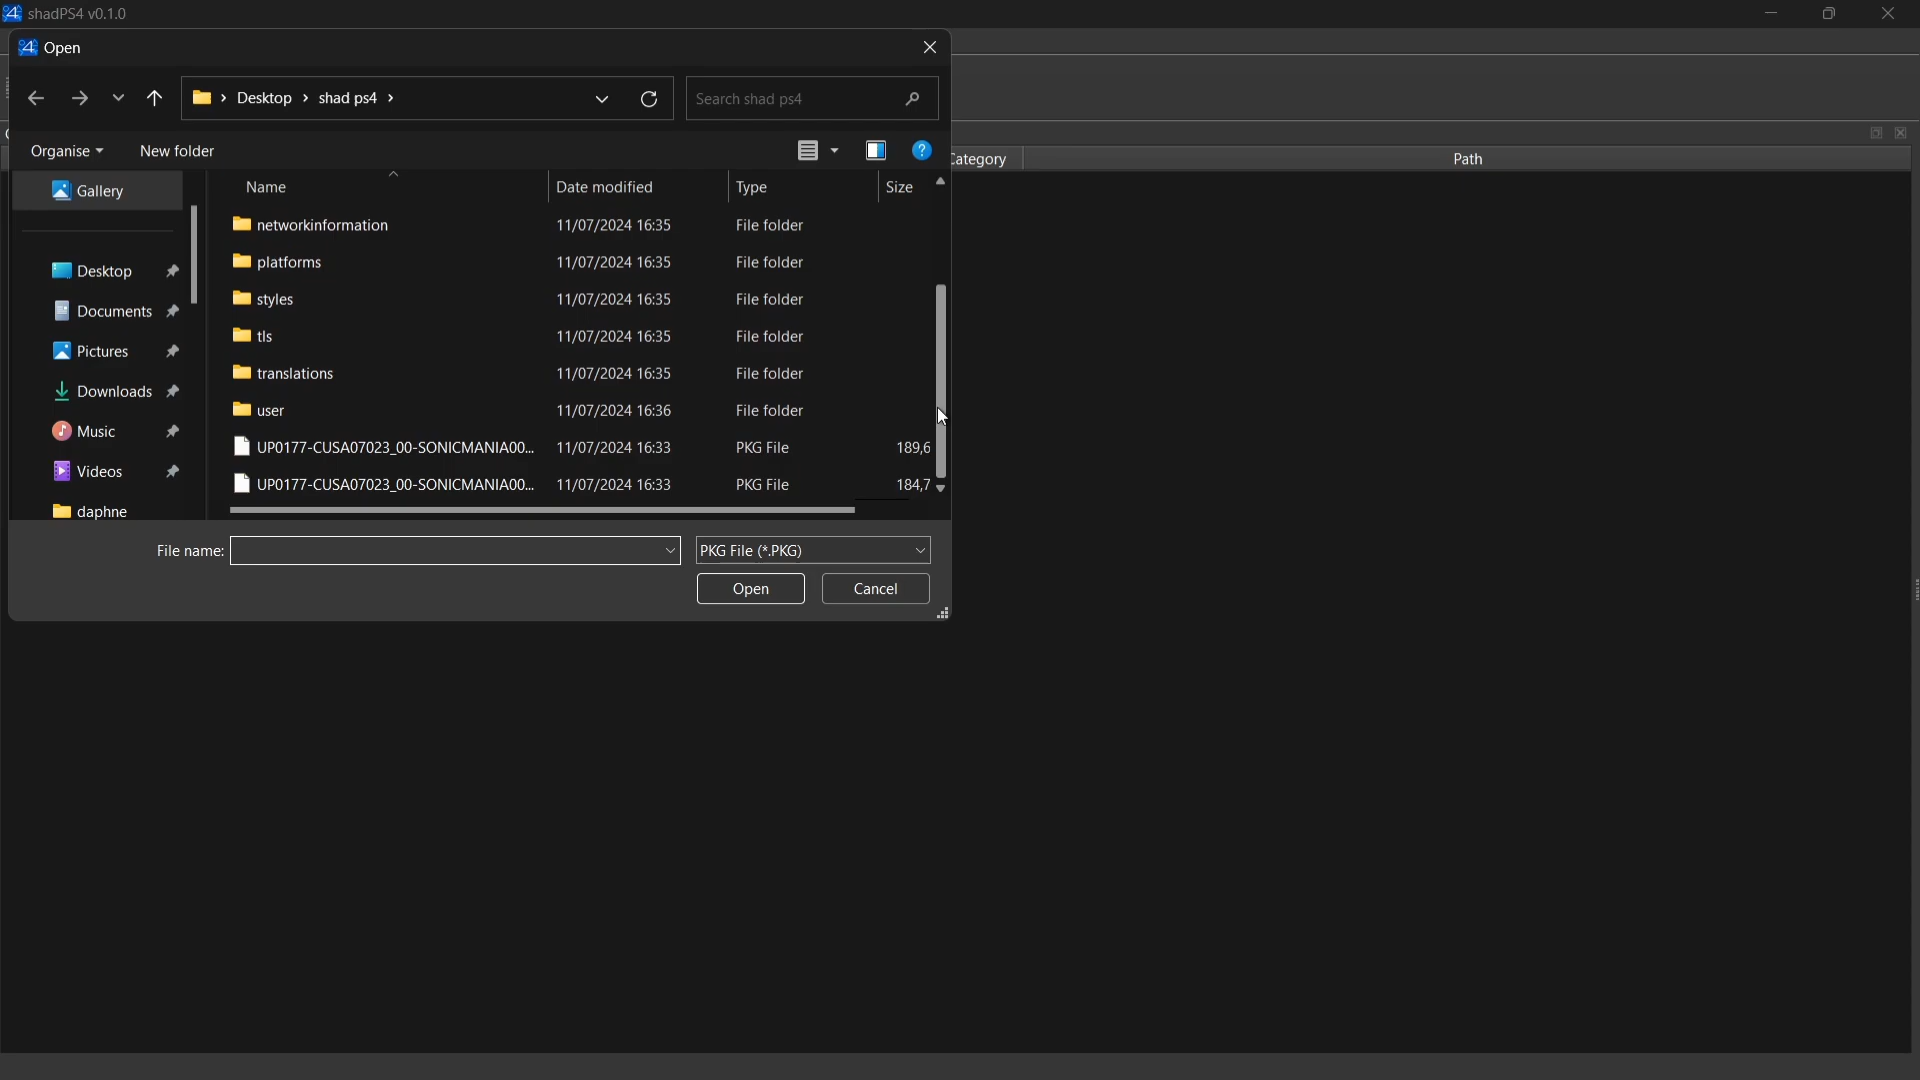 shadPS4 v0.1.0
Open
Desktop > shad ps4 >
Search shad ps4
Organise New folder
Category Path
Gallery
Desktop
Documents
Pictures
Downloads
Music
Videos
daphne
Name Date modified Type Size
networkinformation 11/07/2024 16:35 File folder
platforms 11/07/2024 16:35 File folder
styles 11/07/2024 16:35 File folder
tls 11/07/2024 16:35 File folder
translations 11/07/2024 16:35 File folder
user 11/07/2024 16:36 File folder
UP0177-CUSA07023_00-SONICMANIA00... 11/07/2024 16:33 PKG File 189,6
UP0177-CUSA07023_00-SONICMANIA00... 11/07/2024 16:33 PKG File 184,7
File name: PKG File (*.PKG)
Open Cancel